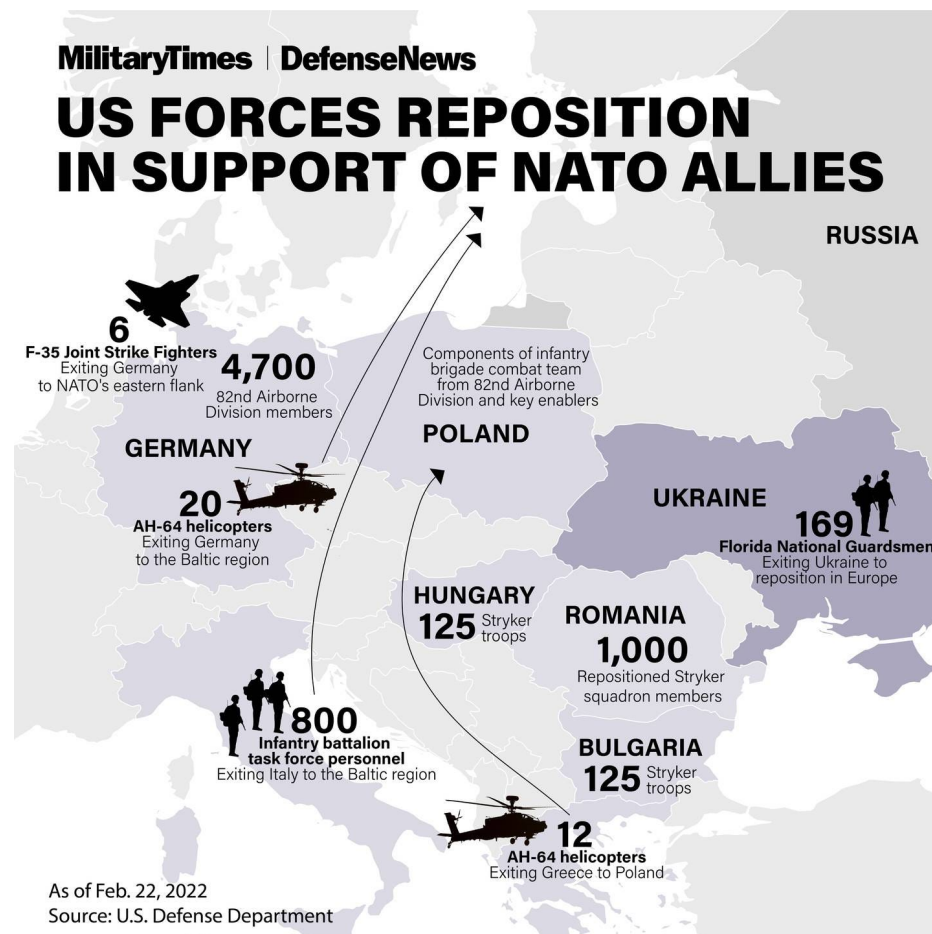 MilitaryTimes | DefenseNews
US FORCES REPOSITION
IN SUPPORT OF NATO ALLIES
RUSSIA
6
F-35 Joint Strike Fighters
Exiting Germany
to NATO's eastern flank
4,700
82nd Airborne
Division members
Components of infantry
brigade combat team
from 82nd Airborne
Division and key enablers
POLAND
GERMANY
20
AH-64 helicopters
Exiting Germany
to the Baltic region
UKRAINE
169
Florida National Guardsmen
Exiting Ukraine to
reposition in Europe
HUNGARY
125 Stryker
troops
ROMANIA
1,000
Repositioned Stryker
squadron members
800
Infantry battalion
task force personnel
Exiting Italy to the Baltic region
BULGARIA
125 Stryker
troops
12
AH-64 helicopters
Exiting Greece to Poland
As of Feb. 22, 2022
Source: U.S. Defense Department